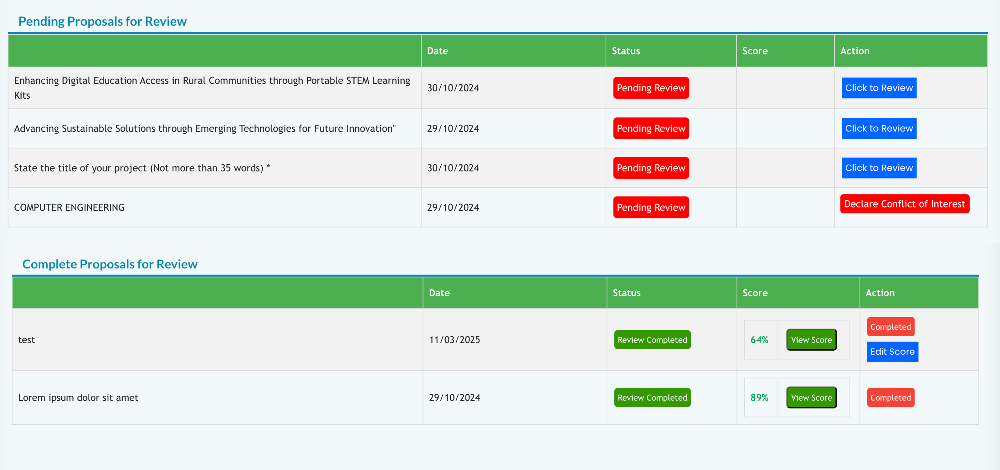 Pending Proposals for Review
Date Status Score Action
Enhancing Digital Education Access in Rural Communities through Portable STEM Learning
Kits
30/10/2024 Pending Review Click to Review
Advancing Sustainable Solutions through Emerging Technologies for Future Innovation" 29/10/2024 Pending Review Click to Review
State the title of your project (Not more than 35 words) * 30/10/2024 Pending Review Click to Review
COMPUTER ENGINEERING 29/10/2024 Pending Review Declare Conflict of Interest
Complete Proposals for Review
Date Status Score Action
test 11/03/2025 Review Completed 64% View Score Completed
Edit Score
Lorem ipsum dolor sit amet 29/10/2024 Review Completed 89% View Score Completed